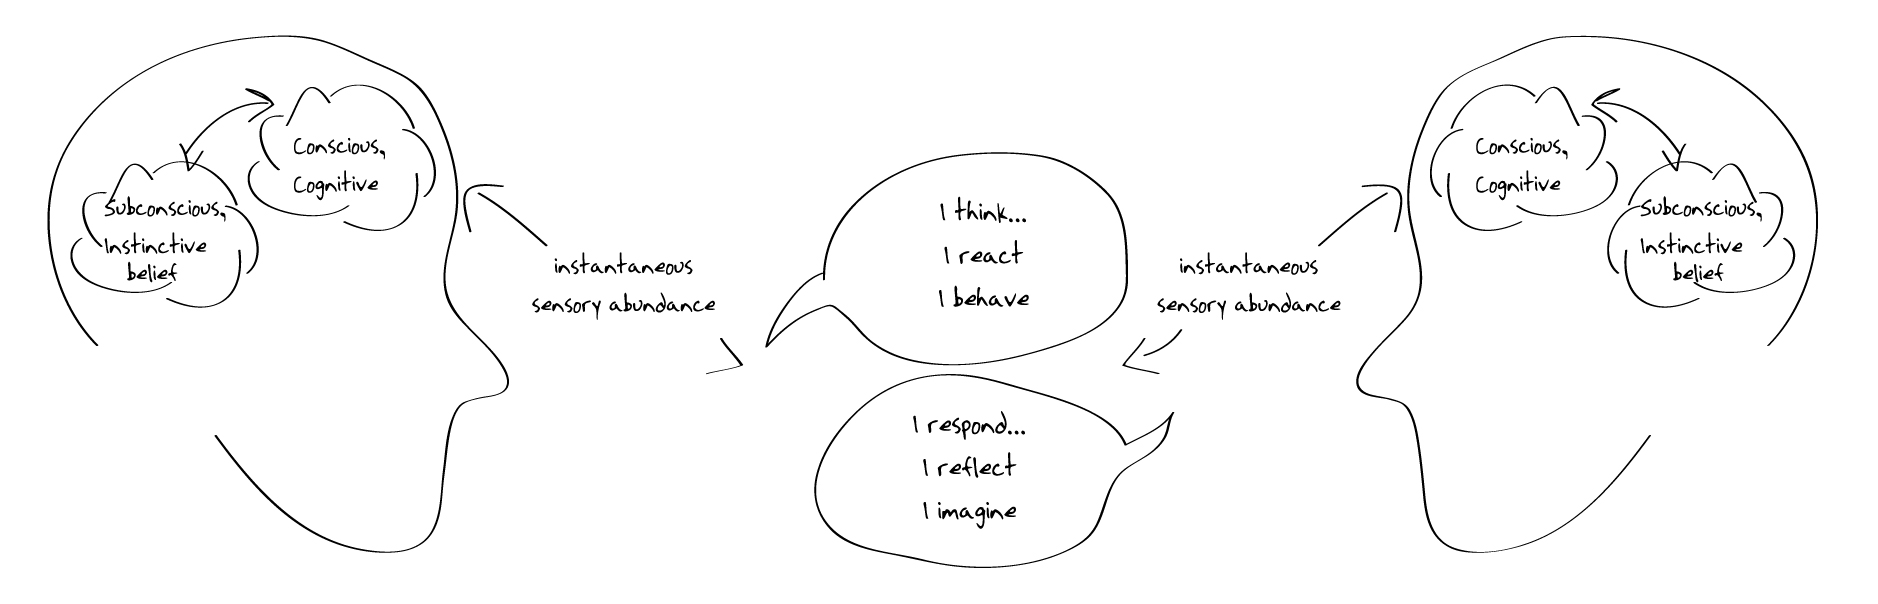 Conscious,
Cognitive
Subconscious,
Instinctive
belief
instantaneous
sensory abundance
I think...
I react
I behave
I respond...
I reflect
I imagine
instantaneous
sensory abundance
Conscious,
Cognitive
Subconscious,
Instinctive
belief